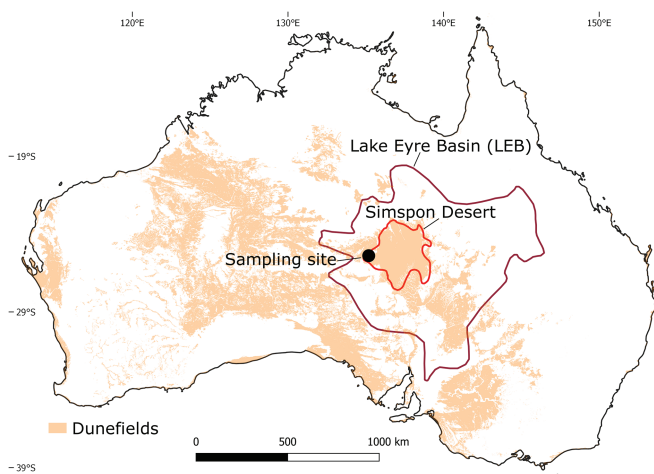 120°E 130°E 140°E 150°E
19°S
Lake Eyre Basin (LEB)
Simspon Desert
Sampling site
29°S
Dunefields
0 500 1000 km
39°S